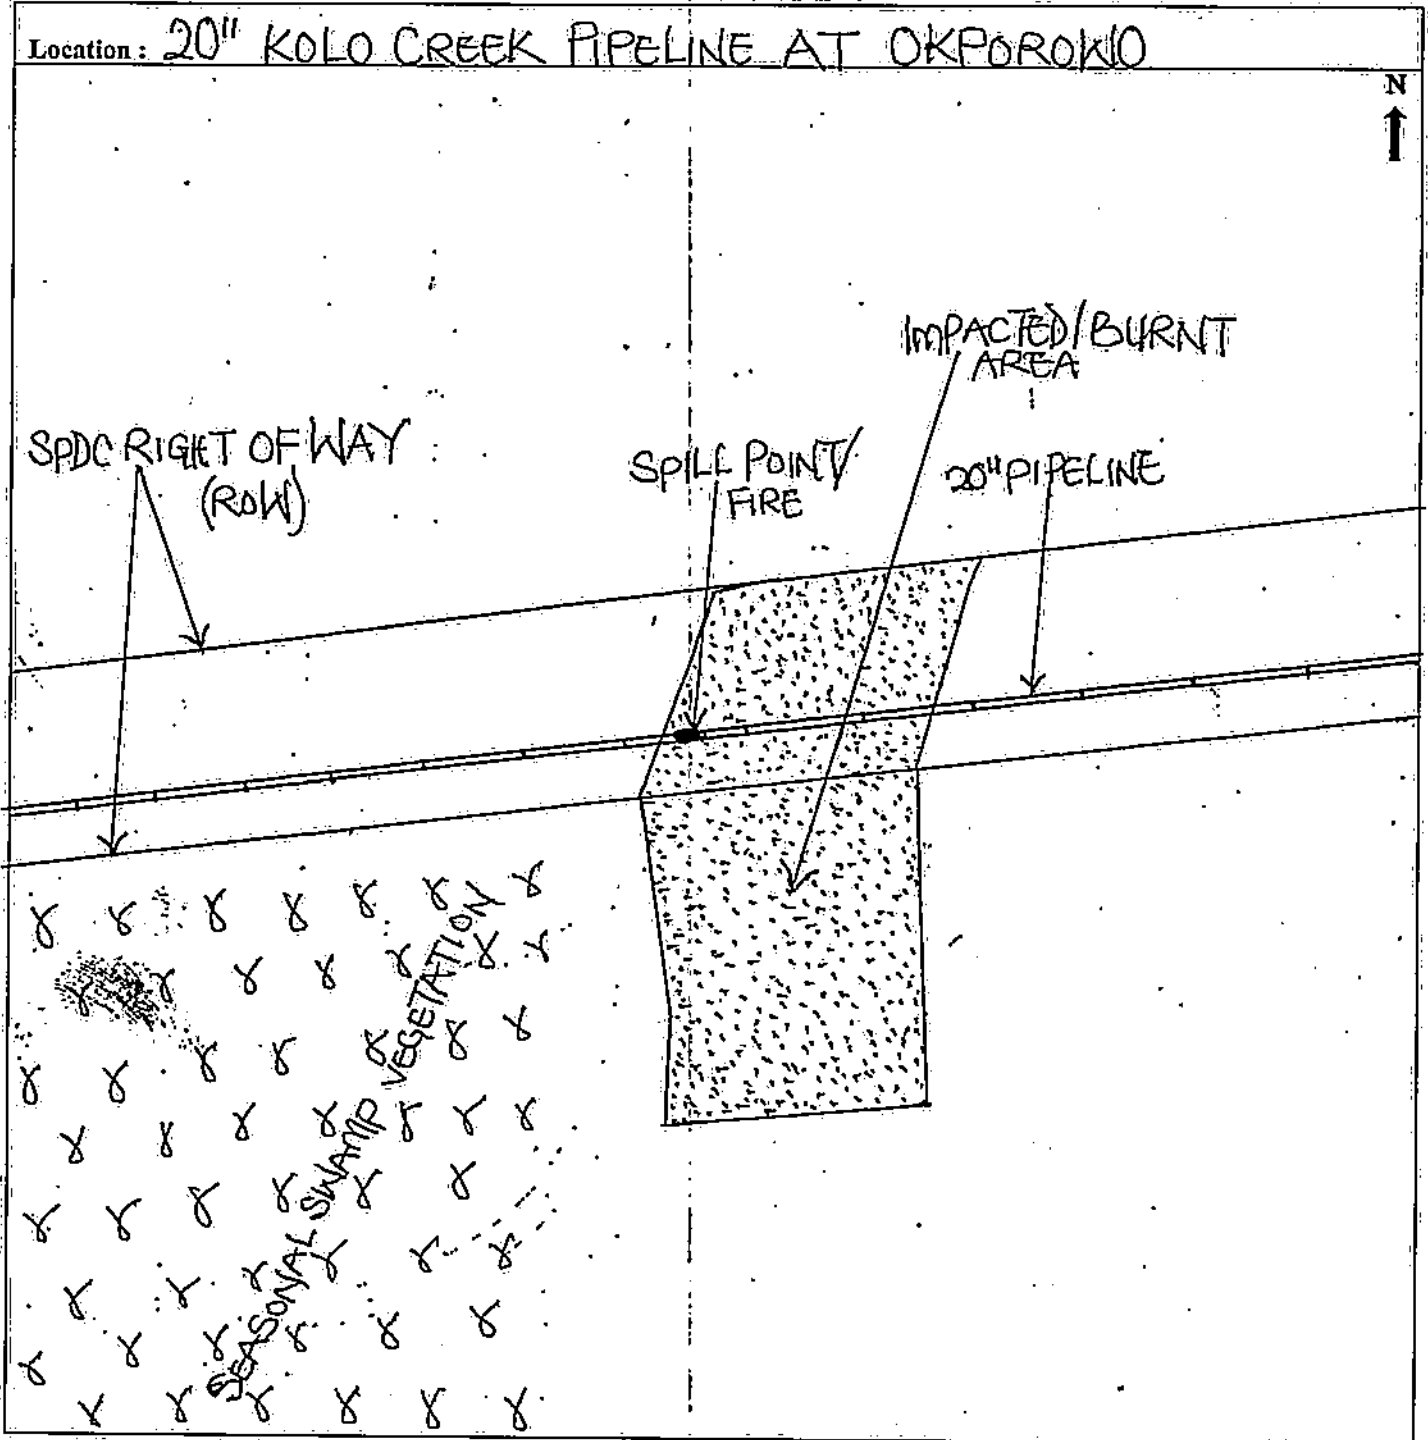 Location: 20" KOLO CREEK PIPELINE AT OKPOROWO
N
IMPACTED/BURNT
AREA
SPDC RIGHT OF WAY
(ROW)
SPILL POINT/
FIRE
20" PIPELINE
SEASONAL SWAMP VEGETATION